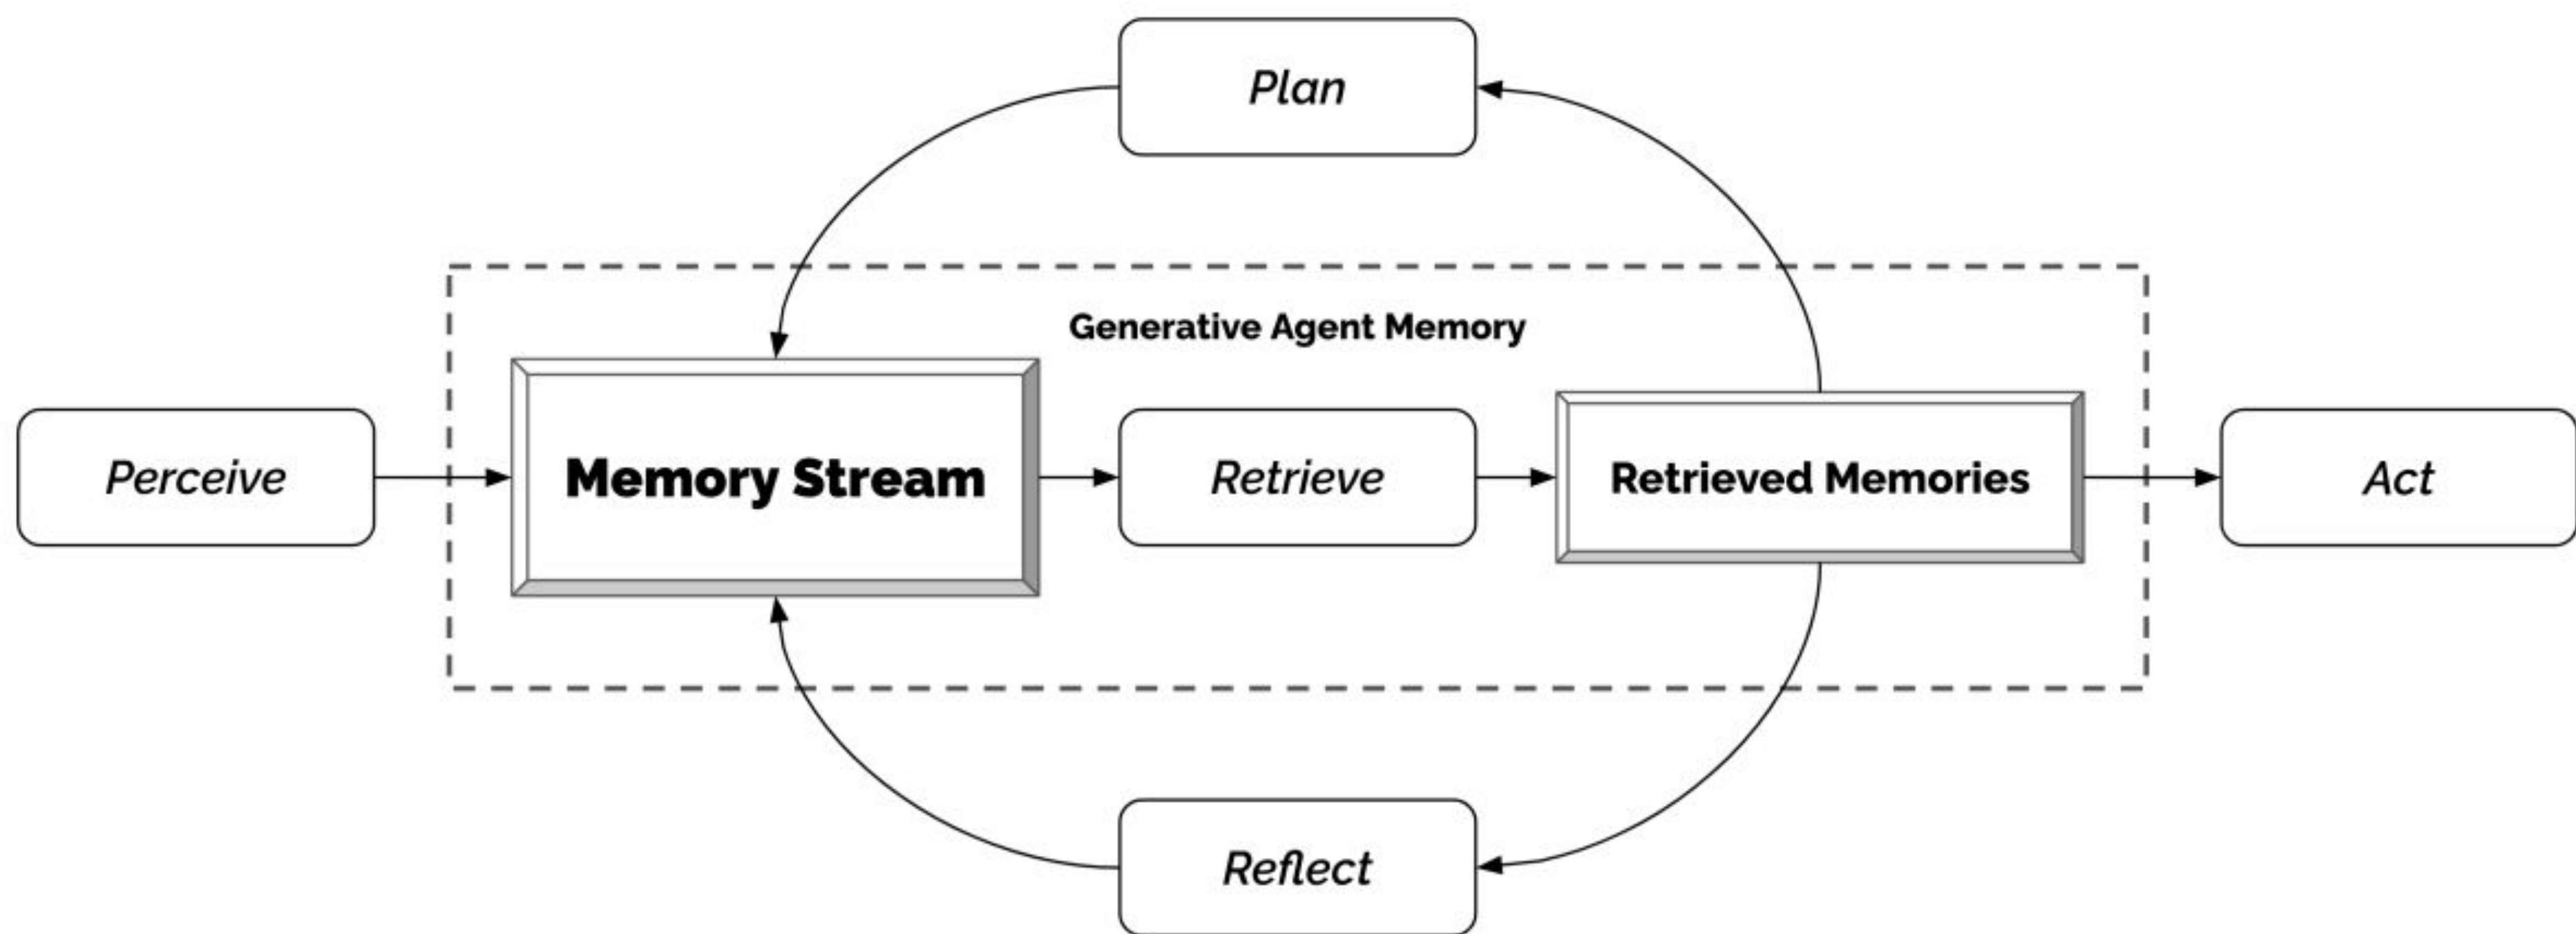 Plan
Generative Agent Memory
Perceive
Memory Stream
Retrieve
Retrieved Memories
Act
Reflect